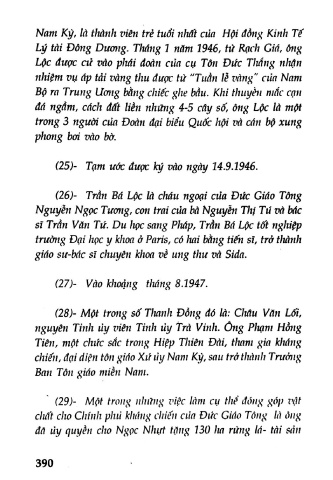 Nam Kỳ, là thành viên trẻ tuổi nhất của Hội đồng Kinh Tế
Lý tài Đông Dương. Tháng 1 năm 1946, từ Rạch Giá, ông
Lộc được cử vào phái đoàn của cụ Tôn Đức Thắng nhận
nhiệm vụ áp tải vàng thu được từ "Tuần lễ vàng" của Nam
Bộ ra Trung Ương bằng chiếc ghe bầu. Khi thuyền mắc cạn
đá ngầm, cách đất liền những 4-5 cây số, ông Lộc là một
trong 3 người của Đoàn đại biểu Quốc hội và cán bộ xung
phong bơi vào bờ.
(25)- Tạm ước được ký vào ngày 14.9.1946.
(26)- Trần Bá Lộc là cháu ngoại của Đức Giáo Tông
Nguyễn Ngọc Tương, con trai của bà Nguyễn Thị Tú và bác
sĩ Trần Văn Tứ. Du học sang Pháp, Trần Bá Lộc tốt nghiệp
trường Đại học y khoa ở Paris, có hai bằng tiến sĩ, trở thành
giáo sư-bác sĩ chuyên khoa về ung thư và Sida.
(27)- Vào khoảng tháng 8.1947.
(28)- Một trong số Thanh Đồng đó là: Châu Văn Lối,
nguyên Tỉnh ủy viên Tỉnh ủy Trà Vinh. Ông Phạm Hồng
Tiên, một chức sắc trong Hiệp Thiên Đài, tham gia kháng
chiến, đại diện tôn giáo Xứ ủy Nam Kỳ, sau trở thành Trưởng
Ban Tôn giáo miền Nam.
(29)- Một trong những việc làm cụ thể đóng góp vật
chất cho Chính phủ kháng chiến của Đức Giáo Tông là ông
đã ủy quyền cho Ngọc Nhựt tặng 130 ha rừng lá- tài sản
390